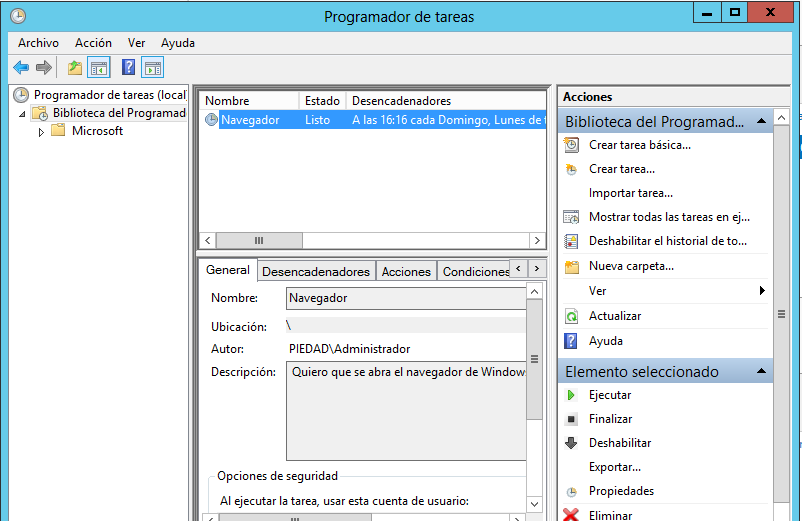 Programador de tareas
Archivo Acción Ver Ayuda
Programador de tareas (local
Biblioteca del Programad
Microsoft
Nombre Estado Desencadenadores
Navegador Listo A las 16:16 cada Domingo, Lunes de t
General Desencadenadores Acciones Condiciones
Nombre: Navegador
Ubicación: \
Autor: PIEDAD\Administrador
Descripción: Quiero que se abra el navegador de Window
Opciones de seguridad
Al ejecutar la tarea, usar esta cuenta de usuario:
Acciones
Biblioteca del Programad...
Crear tarea básica...
Crear tarea...
Importar tarea...
Mostrar todas las tareas en ej...
Deshabilitar el historial de to...
Nueva carpeta...
Ver
Actualizar
Ayuda
Elemento seleccionado
Ejecutar
Finalizar
Deshabilitar
Exportar...
Propiedades
Eliminar